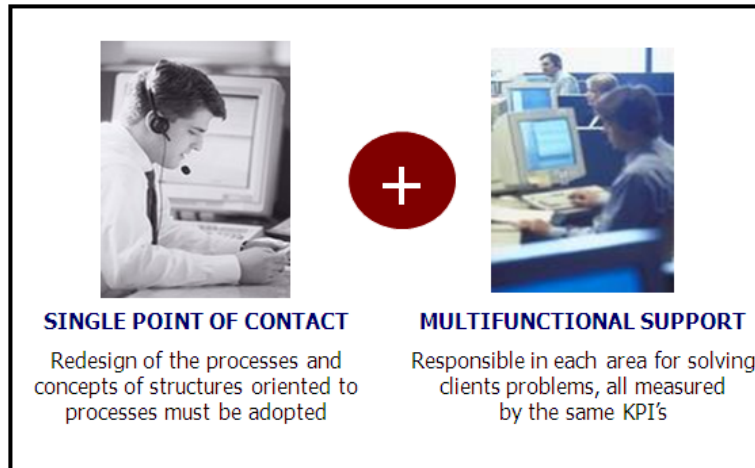 +
SINGLE POINT OF CONTACT
Redesign of the processes and
concepts of structures oriented to
processes must be adopted
MULTIFUNCTIONAL SUPPORT
Responsible in each area for solving
clients problems, all measured
by the same KPI's